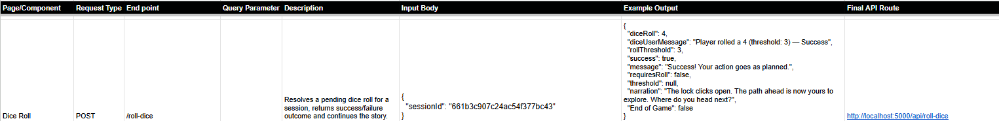 Page/Component Request Type End point Query Parameter Description Input Body Example Output Final API Route
{
"diceRoll": 4,
"diceUserMessage": "Player rolled a 4 (threshold: 3) — Success",
"rollThreshold": 3,
"success": true,
"message": "Success! Your action goes as planned.",
"requiresRoll": false,
"threshold": null,
"narration": "The lock clicks open. The path ahead is now yours to
explore. Where do you head next?",
"End of Game": false
}
Dice Roll
POST
/roll-dice
Resolves a pending dice roll for a
session, returns success/failure
outcome and continues the story.
{
"sessionId": "661b3c907c24ac54f377bc43"
}
http://localhost:5000/api/roll-dice